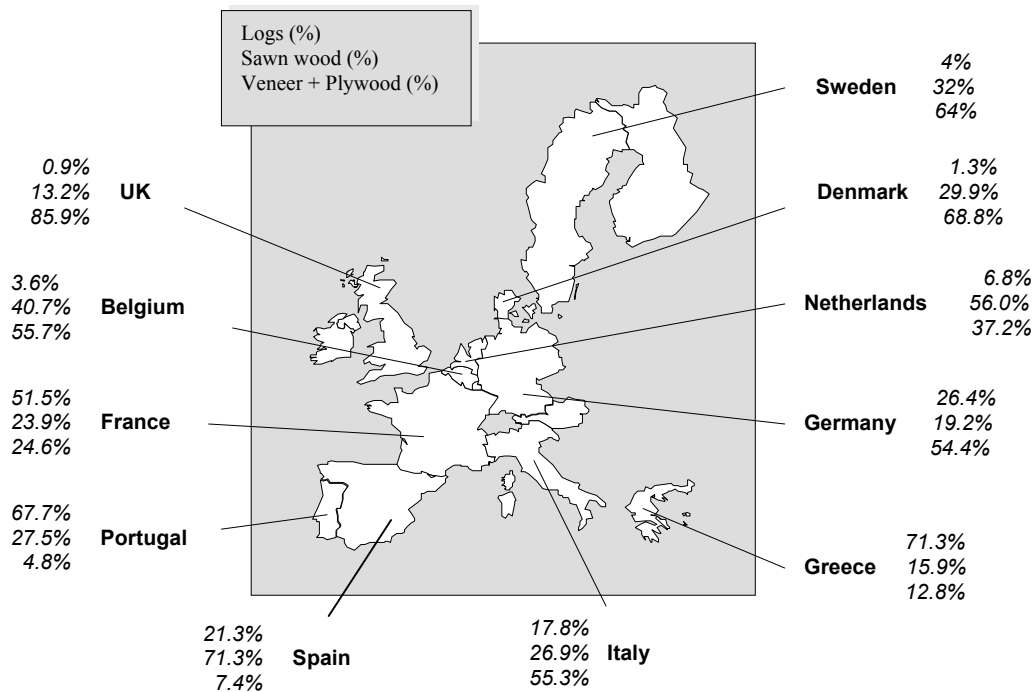 Logs (%)
Sawn wood (%)
Veneer + Plywood (%)
Sweden
4%
32%
64%
0.9%
13.2%
85.9%
UK
Denmark
1.3%
29.9%
68.8%
3.6%
40.7%
55.7%
Belgium
Netherlands
6.8%
56.0%
37.2%
51.5%
23.9%
24.6%
France
Germany
26.4%
19.2%
54.4%
67.7%
27.5%
4.8%
Portugal
Greece
71.3%
15.9%
12.8%
21.3%
71.3%
7.4%
Spain
17.8%
26.9%
55.3%
Italy